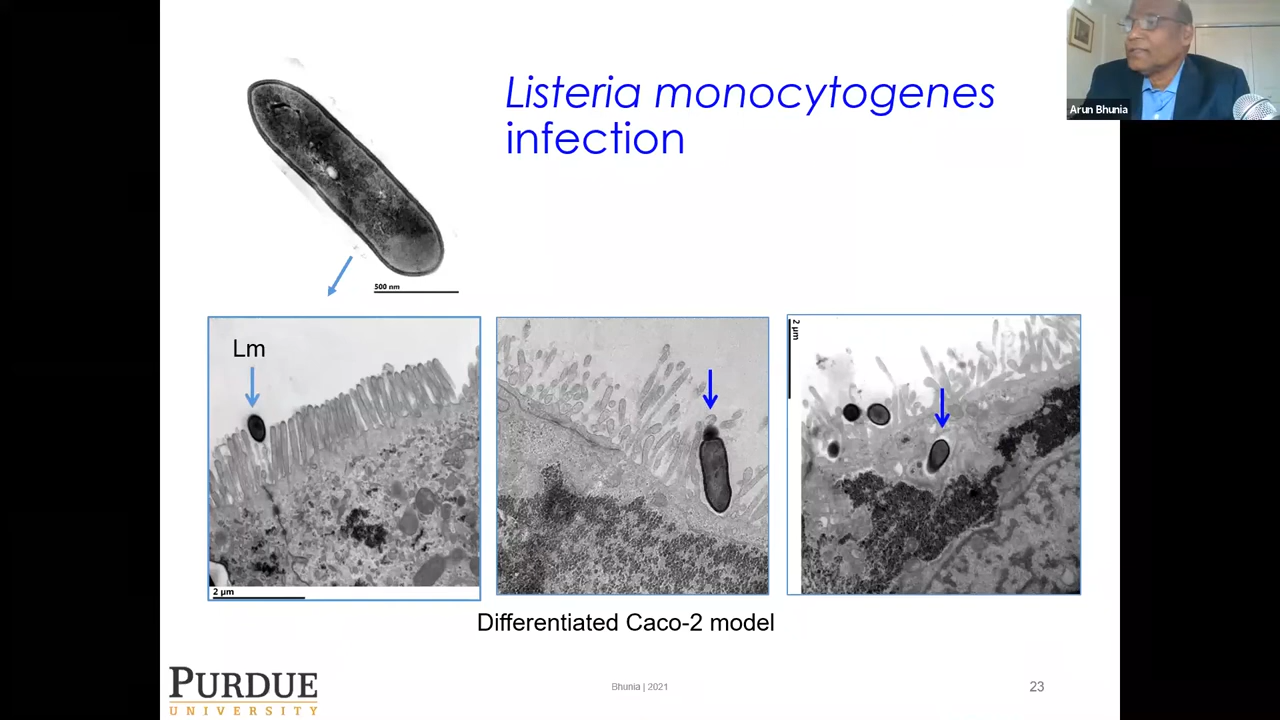 Listeria monocytogenes
infection
Arun Bhunia
500 nm
Lm
2 µm
2 µm
Differentiated Caco-2 model
PURDUE
UNIVERSITY
Bhunia | 2021
23